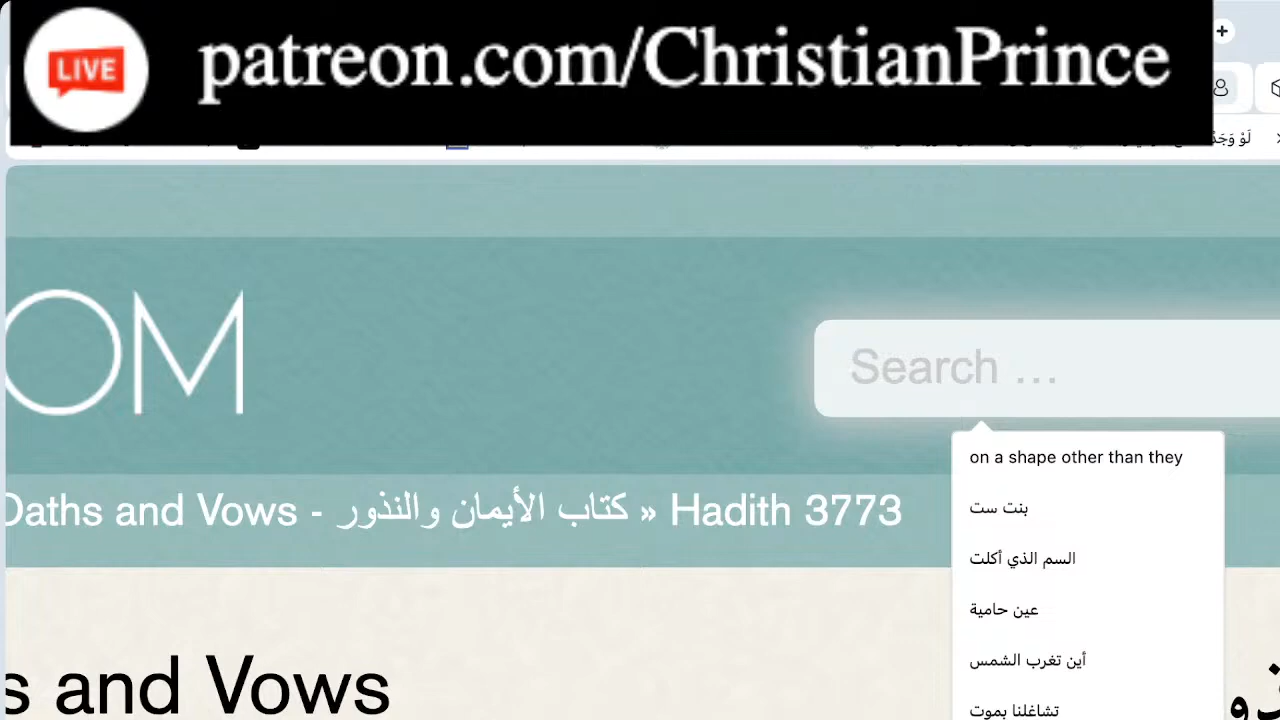 LIVE
patreon.com/ChristianPrince
OM
Search ...
Oaths and Vows - كتاب الأيمان والنذور » Hadith 3773
on a shape other than they
بنت ست
السم الذي أكلت
عين حامية
أين تغرب الشمس
تشاغلنا بموت
s and Vows